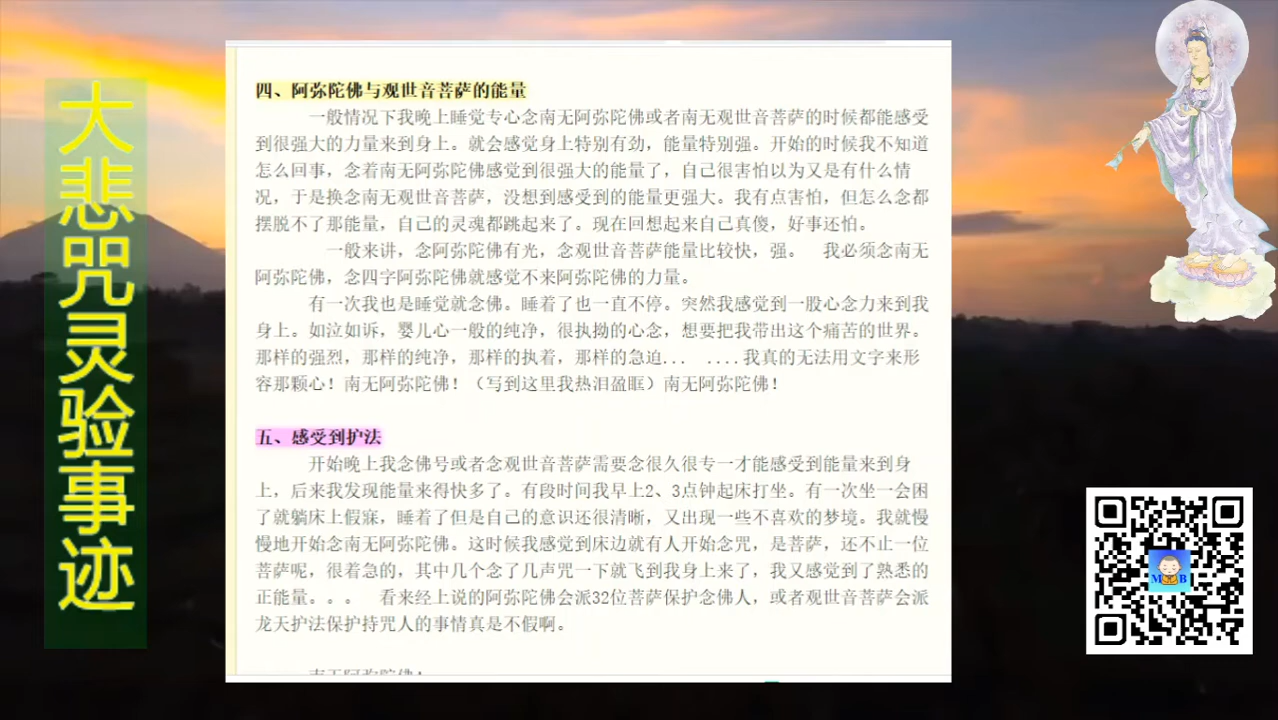 大悲咒灵验事迹
四、阿弥陀佛与观世音菩萨的能量
一般情况下我晚上睡觉专心念南无阿弥陀佛或者南无观世音菩萨的时候都能感受
到很强大的力量来到身上。就会感觉身上特别有劲，能量特别强。开始的时候我不知道
怎么回事，念着南无阿弥陀佛感觉到很强大的能量了，自己很害怕以为又是有什么情
况，于是换念南无观世音菩萨，没想到感受到的能量更强大。我有点害怕，但怎么念都
摆脱不了那能量，自己的灵魂都跳起来了。现在回想起来自己真傻，好事还怕。
一般来讲，念阿弥陀佛有光，念观世音菩萨能量比较快，强。 我必须念南无
阿弥陀佛，念四字阿弥陀佛就感觉不来阿弥陀佛的力量。
有一次我也是睡觉就念佛。睡着了也一直不停。突然我感觉到一股心念力来到我
身上。如泣如诉，婴儿心一般的纯净，很执拗的心念，想要把我带出这个痛苦的世界。
那样的强烈，那样的纯净，那样的执着，那样的急迫... ....我真的无法用文字来形
容那颗心！南无阿弥陀佛！（写到这里我热泪盈眶）南无阿弥陀佛！
五、感受到护法
开始晚上我念佛号或者念观世音菩萨需要念很久很专一才能感受到能量来到身
上，后来我发现能量来得快多了。有段时间我早上2、3点钟起床打坐。有一次坐一会困
了就躺床上假寐，睡着了但是自己的意识还很清晰，又出现一些不喜欢的梦境。我就慢
慢地开始念南无阿弥陀佛。这时候我感觉到床边就有人开始念咒，是菩萨，还不止一位
菩萨呢，很着急的，其中几个念了几声咒一下就飞到我身上来了，我又感觉到了熟悉的
正能量。。。 看来经上说的阿弥陀佛会派32位菩萨保护念佛人，或者观世音菩萨会派
龙天护法保护持咒人的事情真是不假啊。
南无阿弥陀佛！
M B